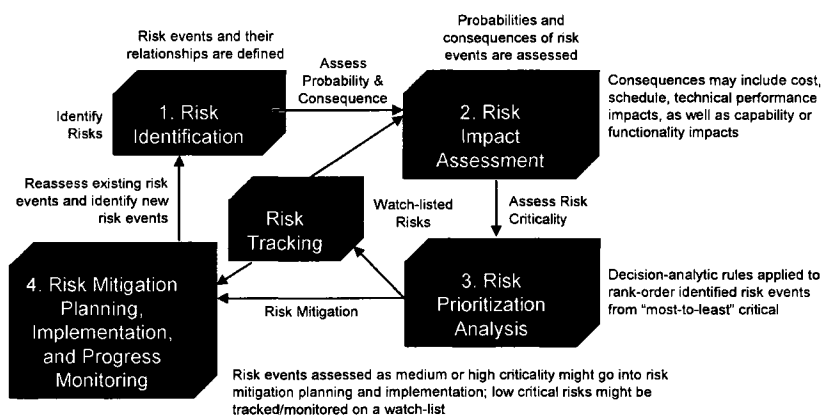 Risk events and their
relationships are defined
Probabilities and
consequences of risk
events are assessed
Assess
Probability &
Consequence
Identify
Risks
1. Risk
Identification
2. Risk
Impact
Assessment
Consequences may include cost,
schedule, technical performance
impacts, as well as capability or
functionality impacts
Reassess existing risk
events and identify new
risk events
Risk
Tracking
Watch-listed
Risks
Assess Risk
Criticality
4. Risk Mitigation
Planning,
Implementation,
and Progress
Monitoring
Risk Mitigation
3. Risk
Prioritization
Analysis
Decision-analytic rules applied to
rank-order identified risk events
from “most-to-least” critical
Risk events assessed as medium or high criticality might go into risk
mitigation planning and implementation; low critical risks might be
tracked/monitored on a watch-list